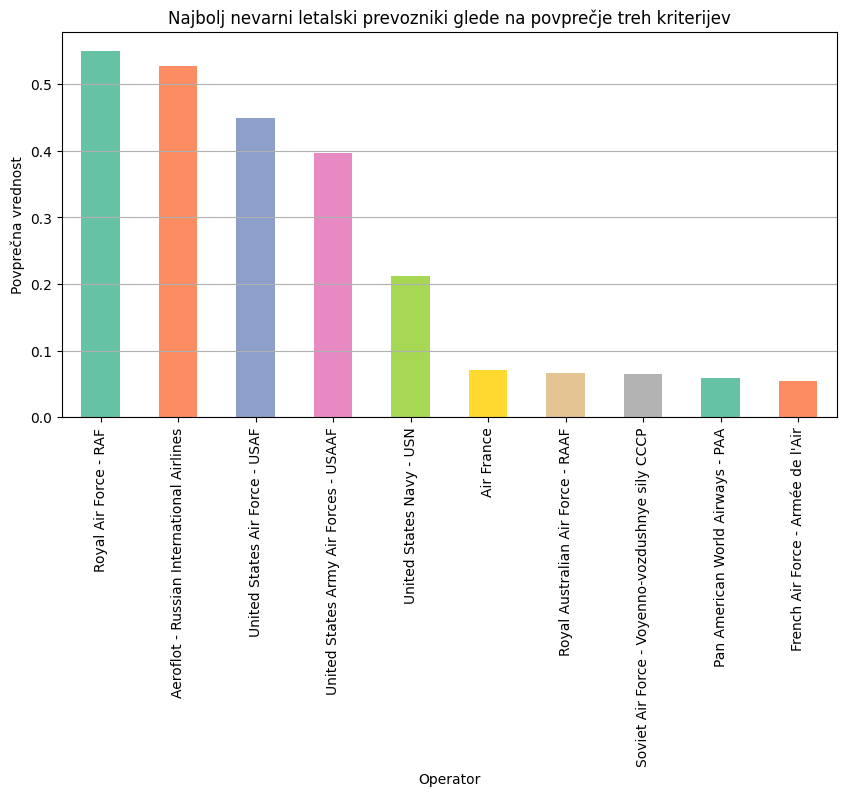 Najbolj nevarni letalski prevozniki glede na povprečje treh kriterijev
Povprečna vrednost
0.5
0.4
0.3
0.2
0.1
0.0
Royal Air Force - RAF
Aeroflot - Russian International Airlines
United States Air Force - USAF
United States Army Air Forces - USAAF
United States Navy - USN
Air France
Royal Australian Air Force - RAAF
Soviet Air Force - Voyenno-vozdushnye sily CCCP
Pan American World Airways - PAA
French Air Force - Armée de l'Air
Operator